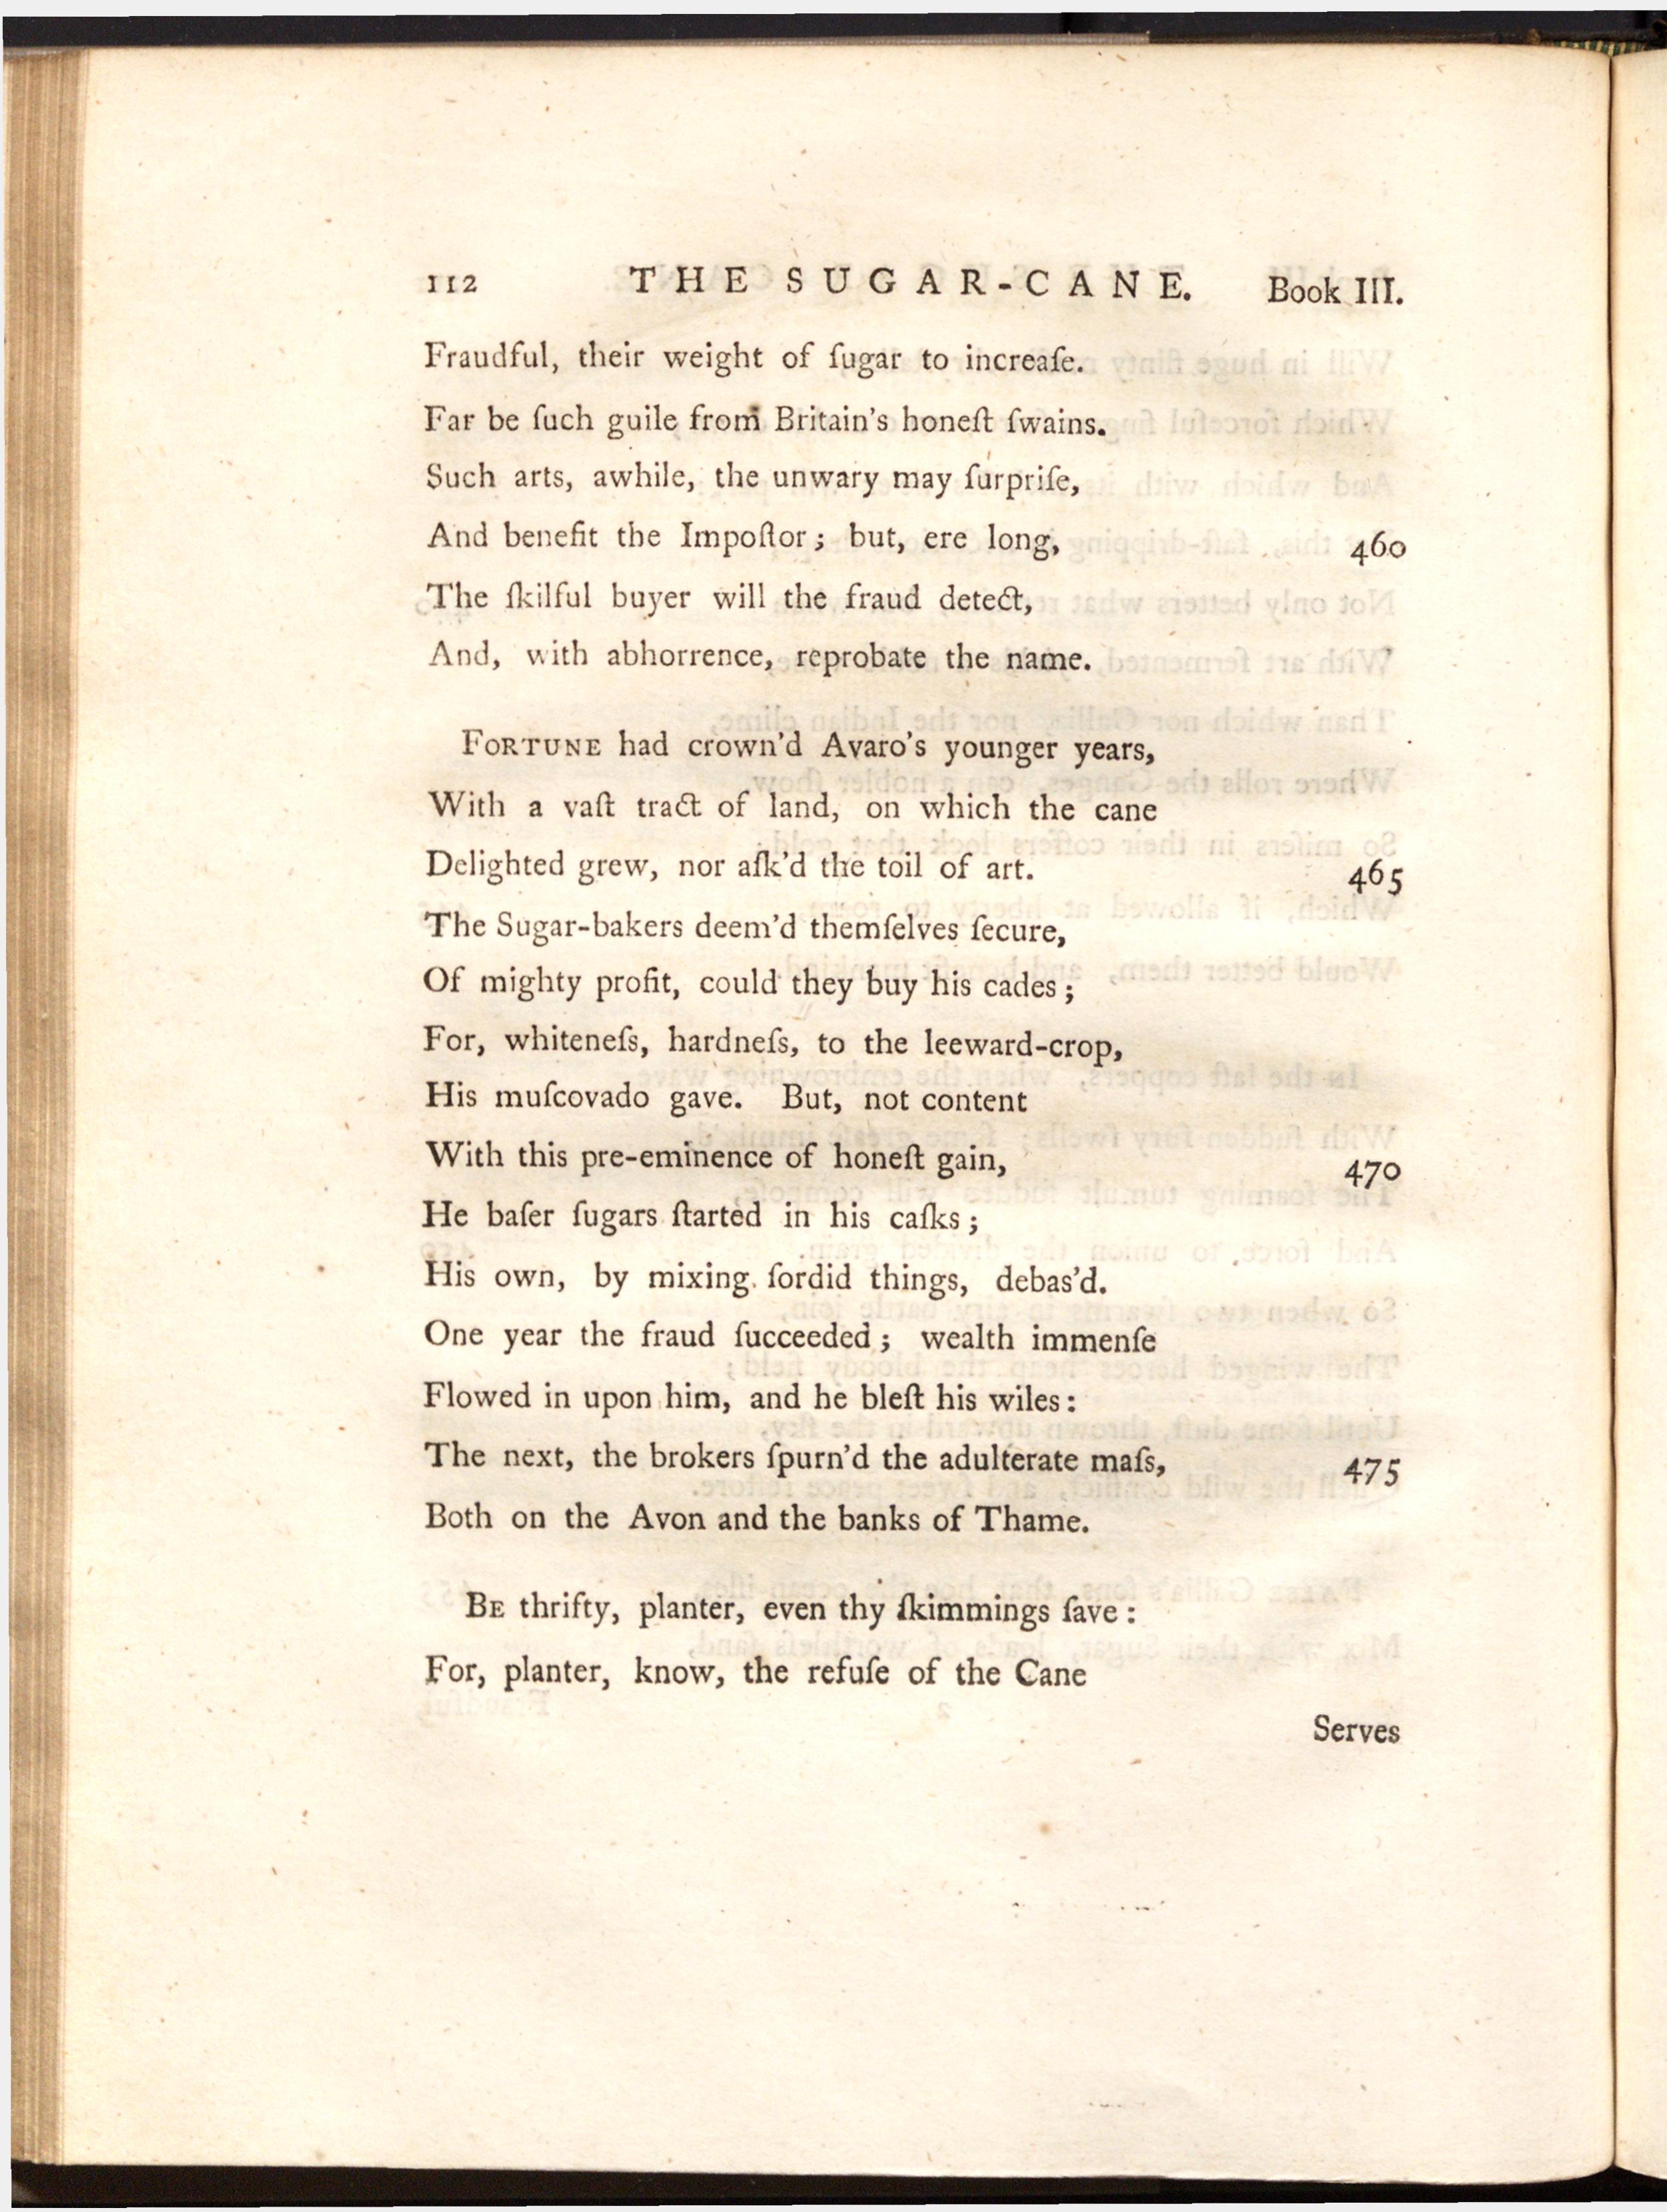 112 THE SUGAR-CANE. Book III.
Fraudful, their weight of ſugar to increaſe.
Far be ſuch guile from Britain's honeſt ſwains.
Such arts, awhile, the unwary may ſurpriſe,
And benefit the Impoſtor; but, ere long, 460
The ſkilful buyer will the fraud detect,
And, with abhorrence, reprobate the name.
FORTUNE had crown'd Avaro's younger years,
With a vaſt tract of land, on which the cane
Delighted grew, nor aſk'd the toil of art. 465
The Sugar-bakers deem'd themſelves ſecure,
Of mighty profit, could they buy his cades;
For, whiteneſs, hardneſs, to the leeward-crop,
His muſcovado gave. But, not content
With this pre-eminence of honeſt gain, 470
He baſer ſugars ſtarted in his caſks;
His own, by mixing ſordid things, debas'd.
One year the fraud ſucceeded; wealth immenſe
Flowed in upon him, and he bleſt his wiles:
The next, the brokers ſpurn'd the adulterate maſs, 475
Both on the Avon and the banks of Thame.
BE thrifty, planter, even thy ſkimmings ſave:
For, planter, know, the refuſe of the Cane
Serves